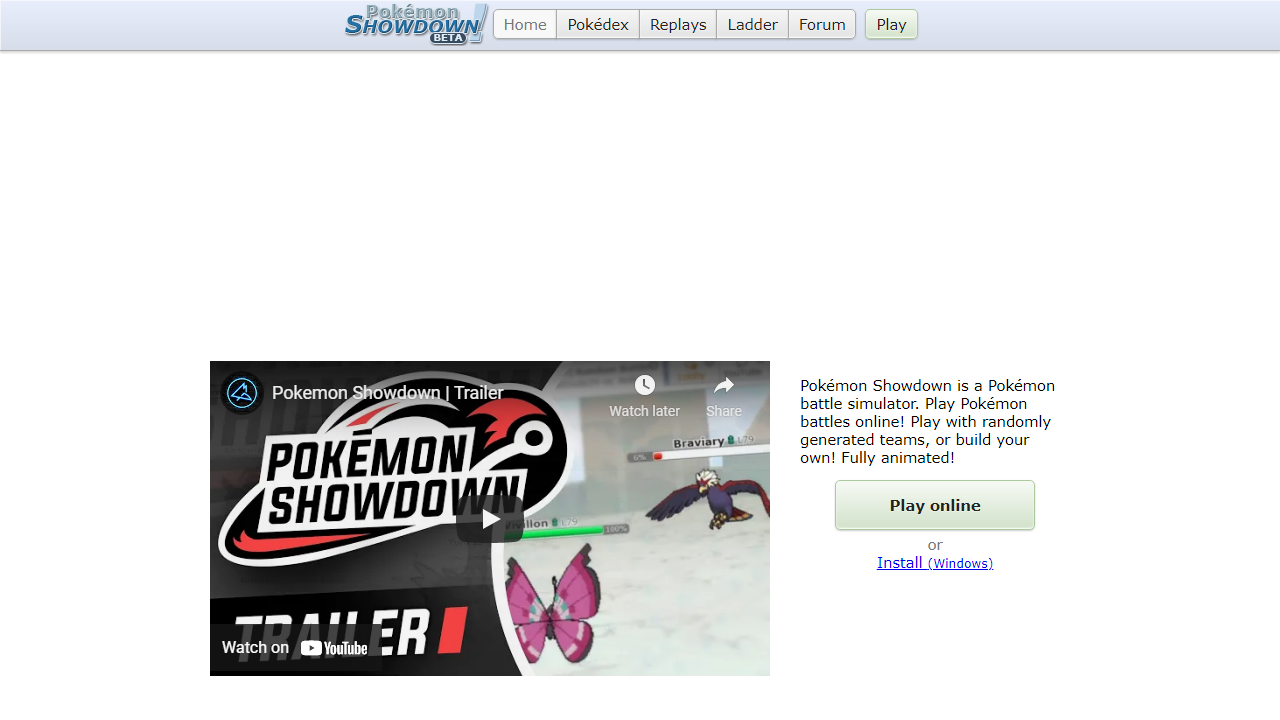 Pokémon
SHOWDOWN!
BETA
Home
Pokédex
Replays
Ladder
Forum
Play
Pokemon Showdown | Trailer
Watch later
Share
POKÉMON
SHOWDOWN
Braviary L79
6%
Vivillon L79
100%
TRAILER
Watch on YouTube
Pokémon Showdown is a Pokémon
battle simulator. Play Pokémon
battles online! Play with randomly
generated teams, or build your
own! Fully animated!
Play online
or
Install (Windows)